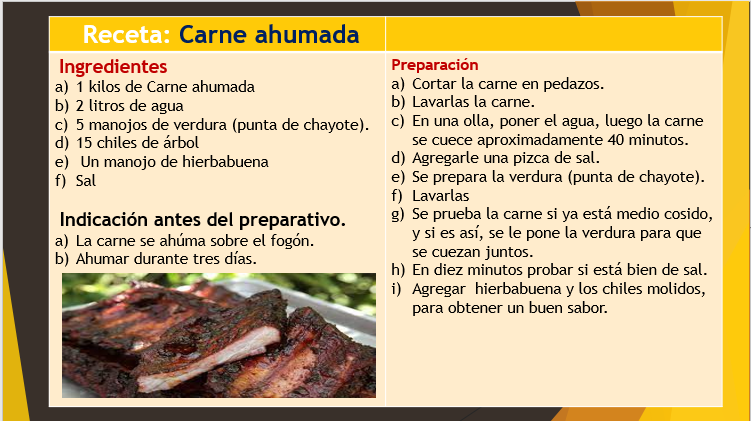 Receta: Carne ahumada
Ingredientes
a) 1 kilos de Carne ahumada
b) 2 litros de agua
c) 5 manojos de verdura (punta de chayote).
d) 15 chiles de árbol
e) Un manojo de hierbabuena
f) Sal
Indicación antes del preparativo.
a) La carne se ahúma sobre el fogón.
b) Ahumar durante tres días.
Preparación
a) Cortar la carne en pedazos.
b) Lavarlas la carne.
c) En una olla, poner el agua, luego la carne
se cuece aproximadamente 40 minutos.
d) Agregarle una pizca de sal.
e) Se prepara la verdura (punta de chayote).
f) Lavarlas
g) Se prueba la carne si ya está medio cosido,
y si es así, se le pone la verdura para que
se cuezan juntos.
h) En diez minutos probar si está bien de sal.
i) Agregar hierbabuena y los chiles molidos,
para obtener un buen sabor.